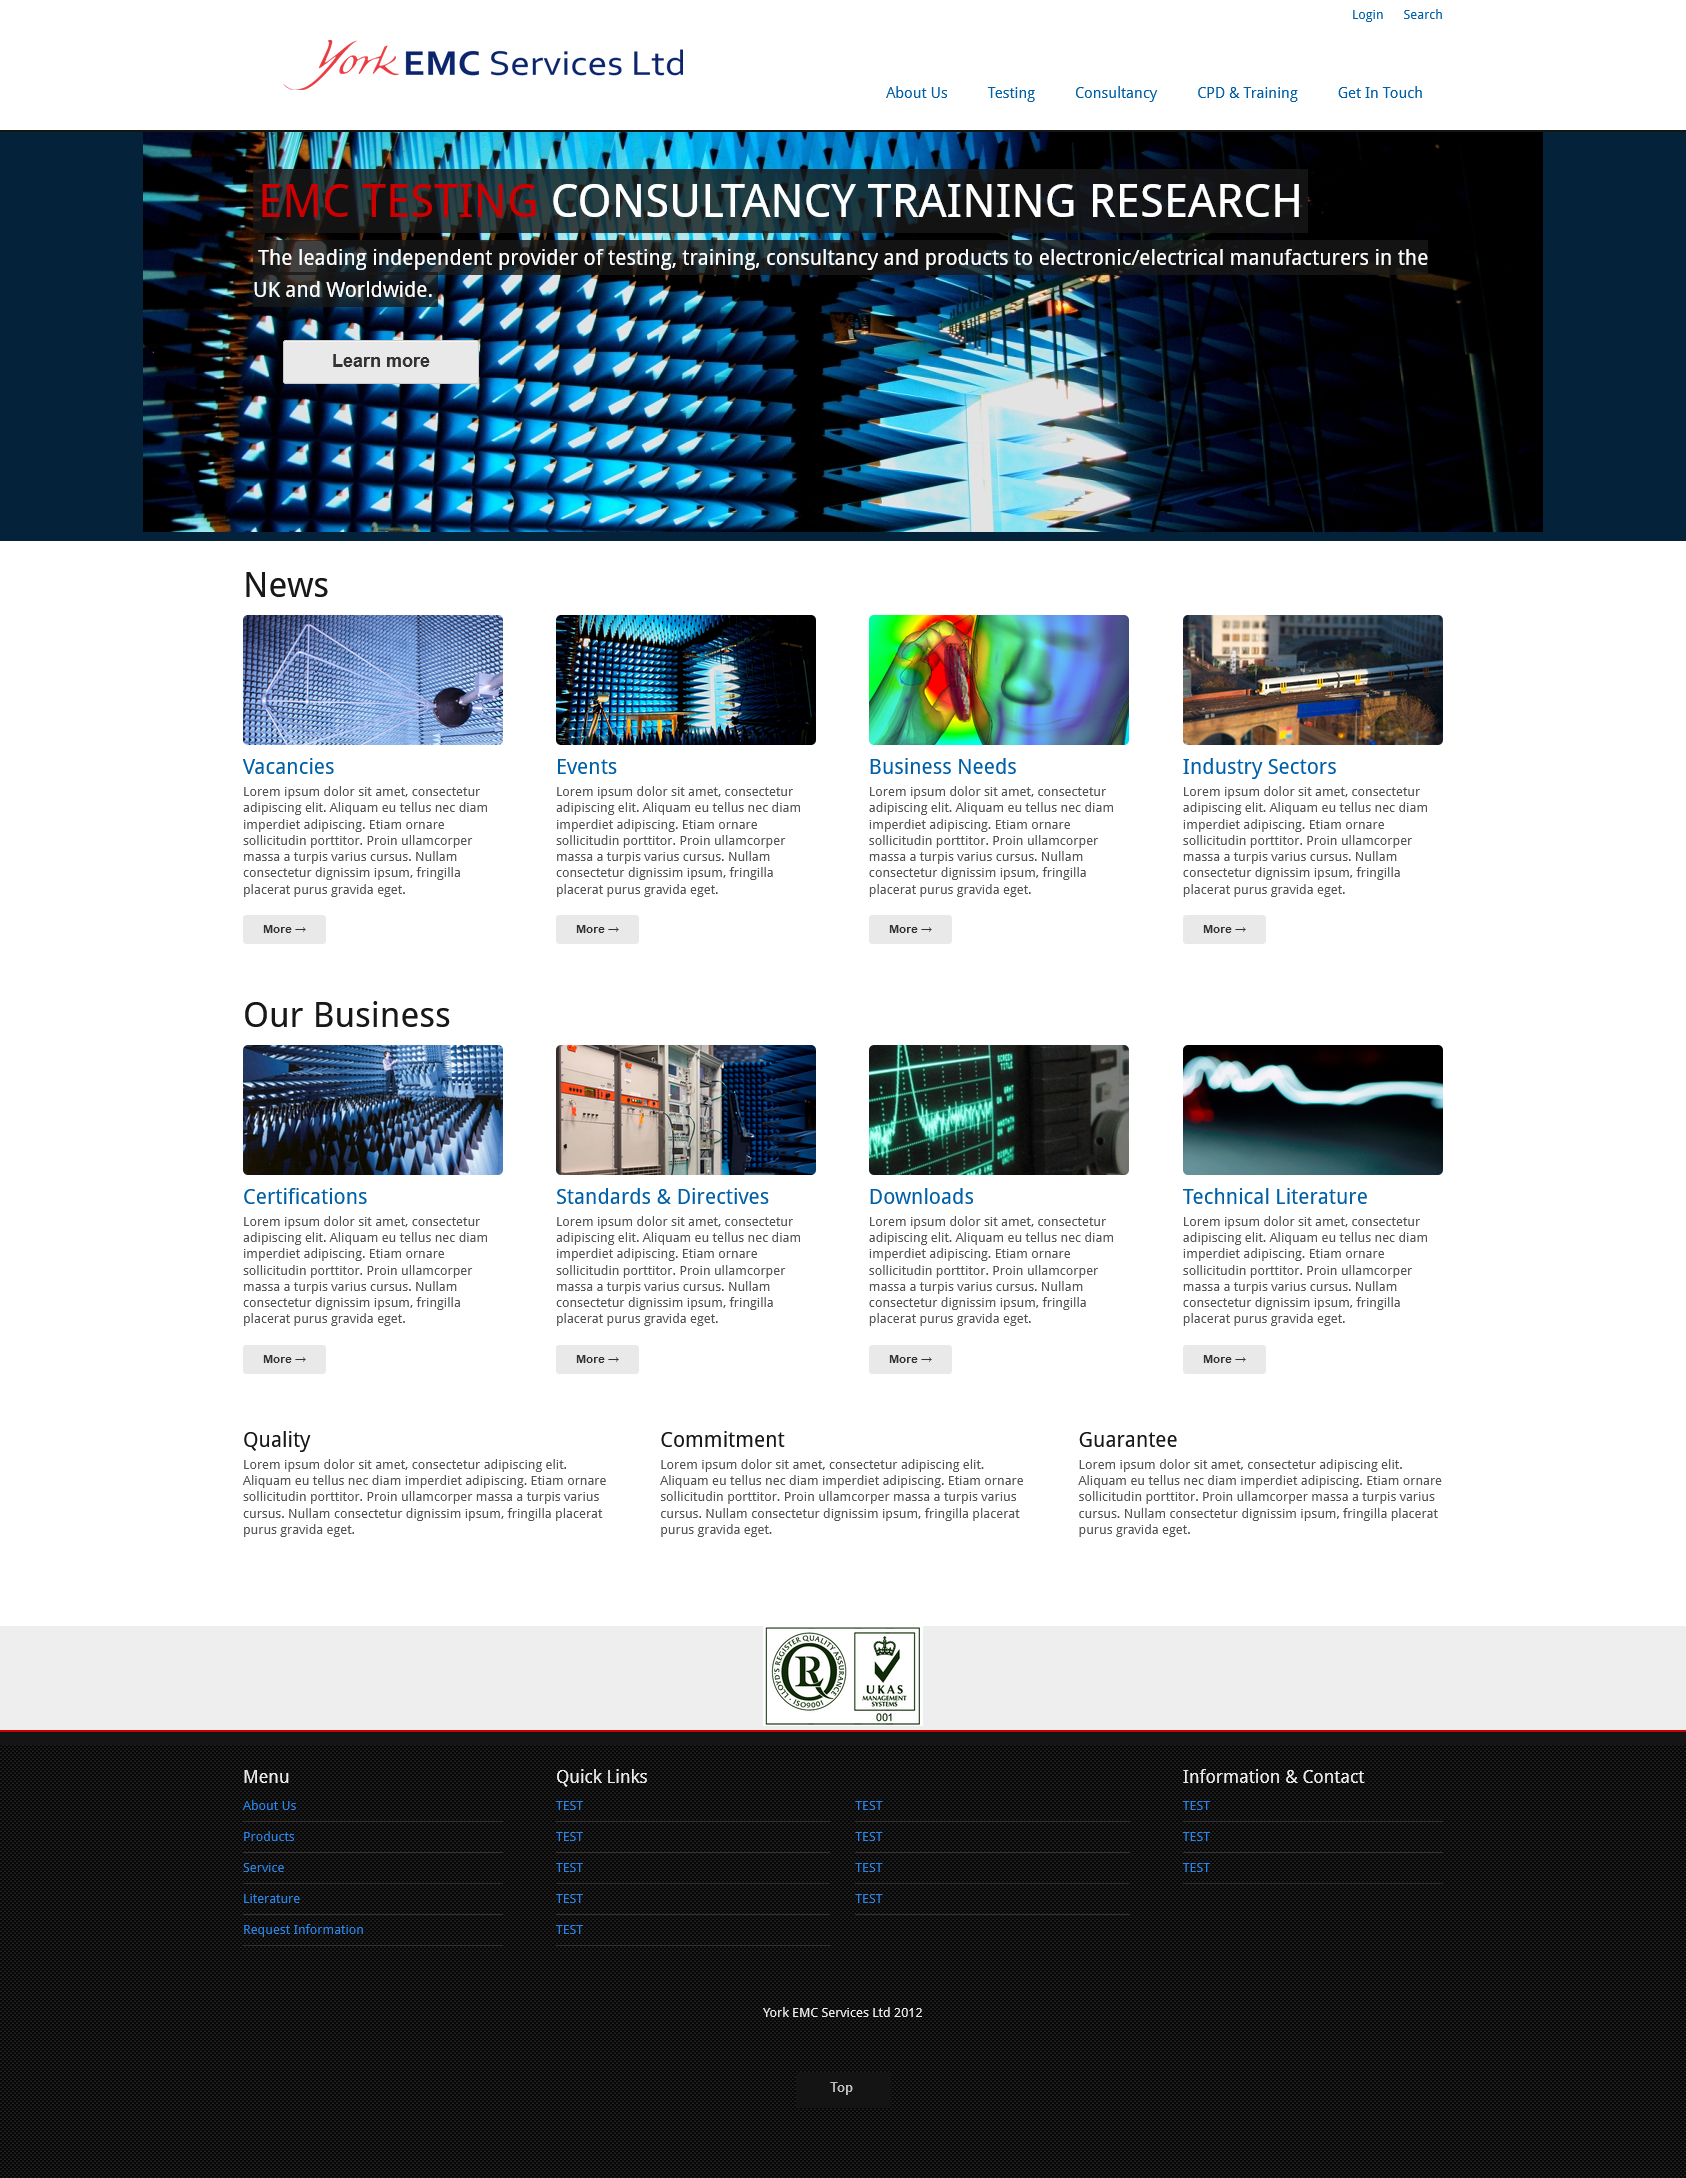 Login Search
York EMC Services Ltd
About Us Testing Consultancy CPD & Training Get In Touch
EMC TESTING CONSULTANCY TRAINING RESEARCH
The leading independent provider of testing, training, consultancy and products to electronic/electrical manufacturers in the
UK and Worldwide.
Learn more
News
Vacancies
Lorem ipsum dolor sit amet, consectetur
adipiscing elit. Aliquam eu tellus nec diam
imperdiet adipiscing. Etiam ornare
sollicitudin porttitor. Proin ullamcorper
massa a turpis varius cursus. Nullam
consectetur dignissim ipsum, fringilla
placerat purus gravida eget.
More →
Events
Lorem ipsum dolor sit amet, consectetur
adipiscing elit. Aliquam eu tellus nec diam
imperdiet adipiscing. Etiam ornare
sollicitudin porttitor. Proin ullamcorper
massa a turpis varius cursus. Nullam
consectetur dignissim ipsum, fringilla
placerat purus gravida eget.
More →
Business Needs
Lorem ipsum dolor sit amet, consectetur
adipiscing elit. Aliquam eu tellus nec diam
imperdiet adipiscing. Etiam ornare
sollicitudin porttitor. Proin ullamcorper
massa a turpis varius cursus. Nullam
consectetur dignissim ipsum, fringilla
placerat purus gravida eget.
More →
Industry Sectors
Lorem ipsum dolor sit amet, consectetur
adipiscing elit. Aliquam eu tellus nec diam
imperdiet adipiscing. Etiam ornare
sollicitudin porttitor. Proin ullamcorper
massa a turpis varius cursus. Nullam
consectetur dignissim ipsum, fringilla
placerat purus gravida eget.
More →
Our Business
Certifications
Lorem ipsum dolor sit amet, consectetur
adipiscing elit. Aliquam eu tellus nec diam
imperdiet adipiscing. Etiam ornare
sollicitudin porttitor. Proin ullamcorper
massa a turpis varius cursus. Nullam
consectetur dignissim ipsum, fringilla
placerat purus gravida eget.
More →
Standards & Directives
Lorem ipsum dolor sit amet, consectetur
adipiscing elit. Aliquam eu tellus nec diam
imperdiet adipiscing. Etiam ornare
sollicitudin porttitor. Proin ullamcorper
massa a turpis varius cursus. Nullam
consectetur dignissim ipsum, fringilla
placerat purus gravida eget.
More →
SCREEN
TITLE
Downloads
Lorem ipsum dolor sit amet, consectetur
adipiscing elit. Aliquam eu tellus nec diam
imperdiet adipiscing. Etiam ornare
sollicitudin porttitor. Proin ullamcorper
massa a turpis varius cursus. Nullam
consectetur dignissim ipsum, fringilla
placerat purus gravida eget.
More →
Technical Literature
Lorem ipsum dolor sit amet, consectetur
adipiscing elit. Aliquam eu tellus nec diam
imperdiet adipiscing. Etiam ornare
sollicitudin porttitor. Proin ullamcorper
massa a turpis varius cursus. Nullam
consectetur dignissim ipsum, fringilla
placerat purus gravida eget.
More →
Quality
Lorem ipsum dolor sit amet, consectetur adipiscing elit.
Aliquam eu tellus nec diam imperdiet adipiscing. Etiam ornare
sollicitudin porttitor. Proin ullamcorper massa a turpis varius
cursus. Nullam consectetur dignissim ipsum, fringilla placerat
purus gravida eget.
Commitment
Lorem ipsum dolor sit amet, consectetur adipiscing elit.
Aliquam eu tellus nec diam imperdiet adipiscing. Etiam ornare
sollicitudin porttitor. Proin ullamcorper massa a turpis varius
cursus. Nullam consectetur dignissim ipsum, fringilla placerat
purus gravida eget.
Guarantee
Lorem ipsum dolor sit amet, consectetur adipiscing elit.
Aliquam eu tellus nec diam imperdiet adipiscing. Etiam ornare
sollicitudin porttitor. Proin ullamcorper massa a turpis varius
cursus. Nullam consectetur dignissim ipsum, fringilla placerat
purus gravida eget.
LLOYD'S REGISTER QUALITY ASSURANCE
ISO9001
UKAS
MANAGEMENT
SYSTEMS
001
Menu
About Us
Products
Service
Literature
Request Information
Quick Links
TEST
TEST
TEST
TEST
TEST
TEST
TEST
TEST
TEST
Information & Contact
TEST
TEST
TEST
York EMC Services Ltd 2012
Top